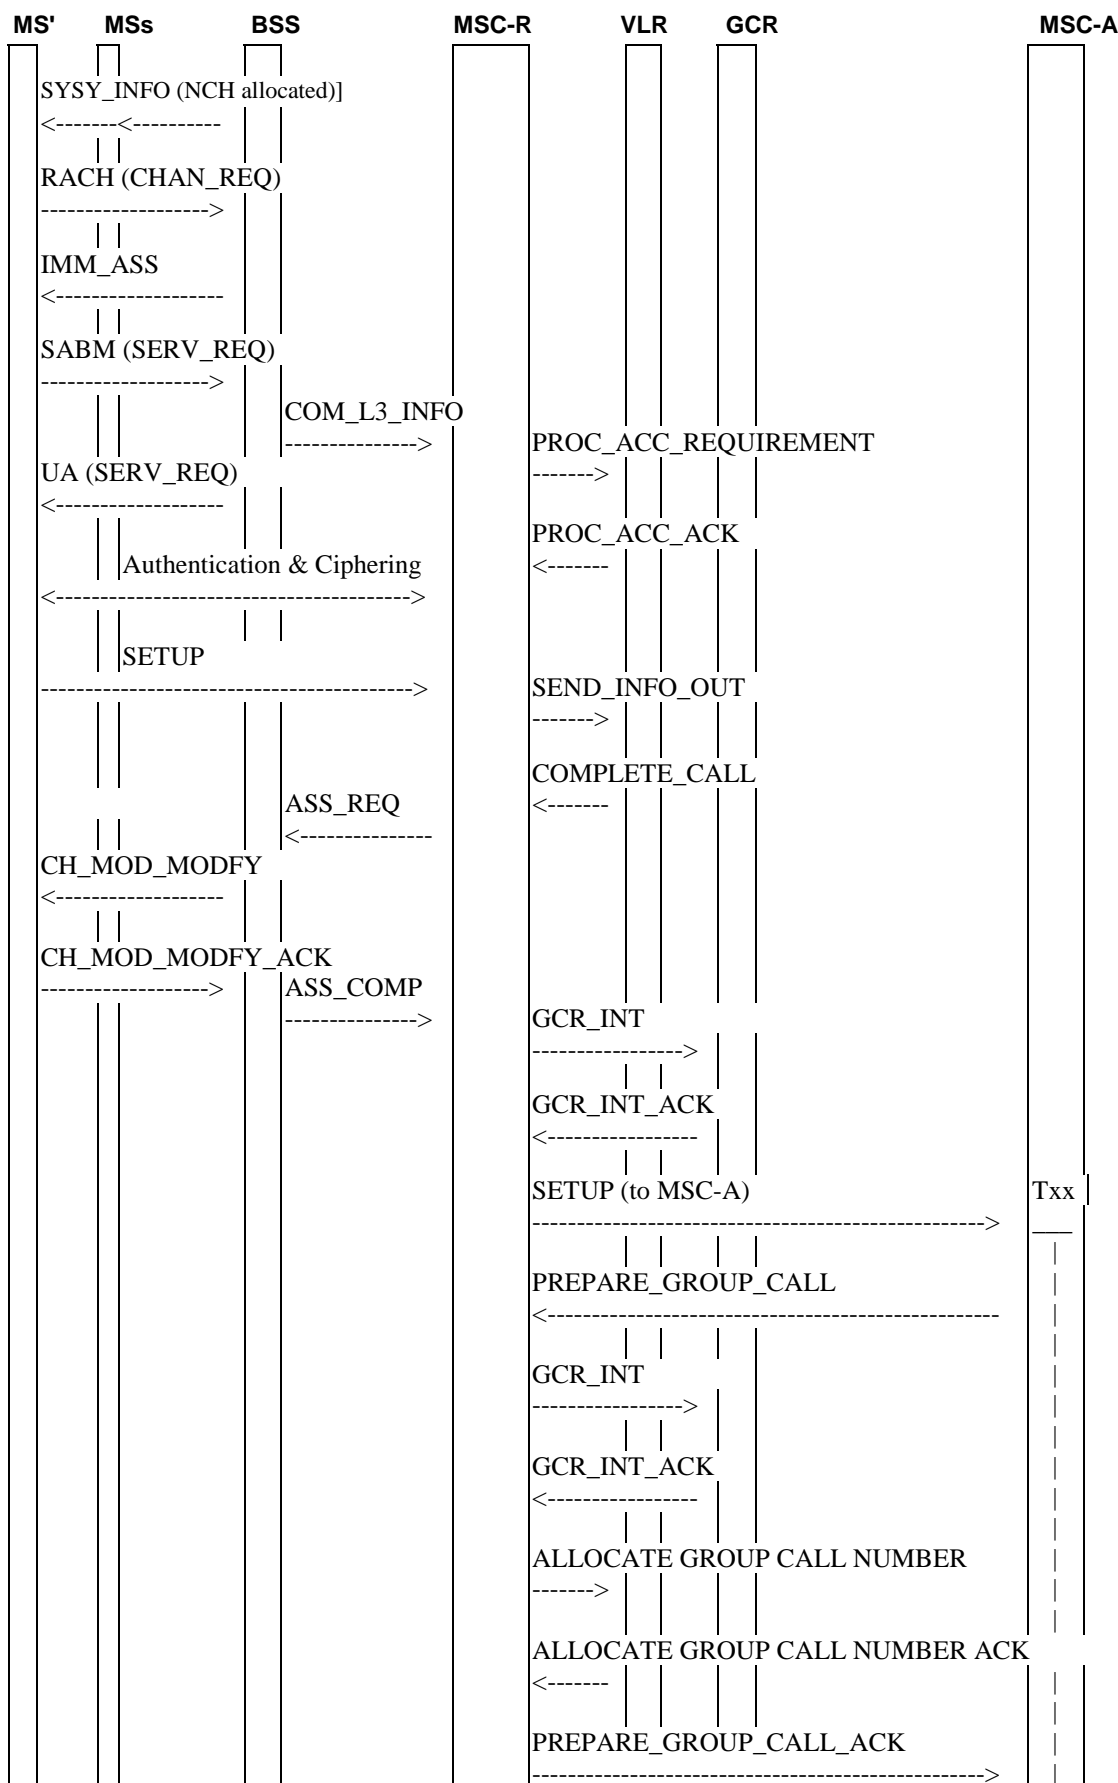 MS' MSs BSS MSC-R VLR GCR MSC-A
SYSY_INFO (NCH allocated)]
RACH (CHAN_REQ)
IMM_ASS
SABM (SERV_REQ)
COM_L3_INFO
PROC_ACC_REQUIREMENT
UA (SERV_REQ)
PROC_ACC_ACK
Authentication & Ciphering
SETUP
SEND_INFO_OUT
COMPLETE_CALL
ASS_REQ
CH_MOD_MODFY
CH_MOD_MODFY_ACK
ASS_COMP
GCR_INT
GCR_INT_ACK
SETUP (to MSC-A) Txx
PREPARE_GROUP_CALL
GCR_INT
GCR_INT_ACK
ALLOCATE GROUP CALL NUMBER
ALLOCATE GROUP CALL NUMBER ACK
PREPARE_GROUP_CALL_ACK